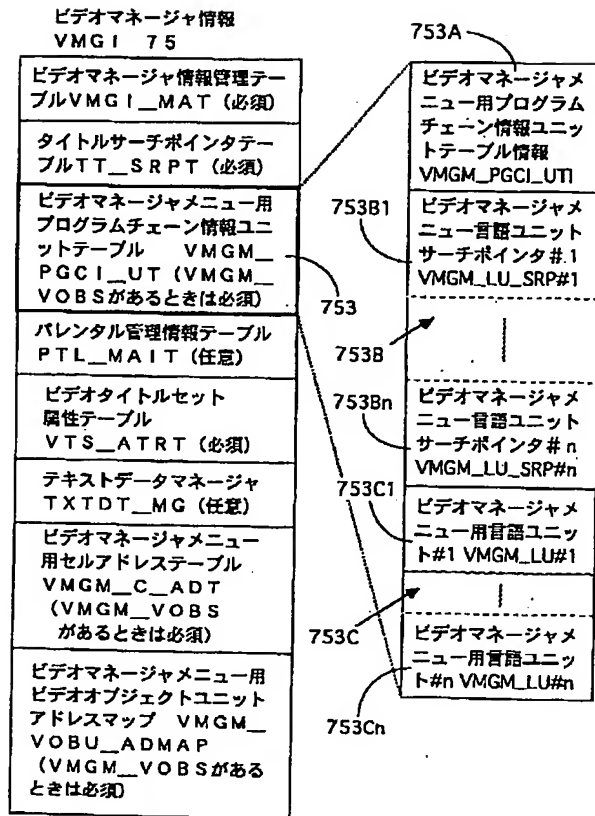 ビデオマネージャ情報
VMGI 75
ビデオマネージャ情報管理テー
ブルVMGI__MAT (必須)
タイトルサーチポインタテー
ブルTT__SRPT (必須)
ビデオマネージャメニュー用
プログラムチェーン情報ユニ
ットテーブル VMGM__
PGCI__UT (VMGM__
VOBSがあるときは必須)
パレンタル管理情報テーブル
PTL__MAIT (任意)
ビデオタイトルセット
属性テーブル
VTS__ATRT (必須)
テキストデータマネージャ
TXTDT__MG (任意)
ビデオマネージャメニュー
用セルアドレステーブル
VMGM__C__ADT
(VMGM__VOBS
があるときは必須)
ビデオマネージャメニュー用
ビデオオブジェクトユニット
アドレスマップ VMGM__
VOBU__ADMAP
(VMGM__VOBSがある
ときは必須)
753
753A
ビデオマネージャメ
ニュー用プログラム
チェーン情報ユニッ
トテーブル情報
VMGM_PGCI_UTI
753B1
ビデオマネージャメ
ニュー言語ユニット
サーチポインタ#.1
VMGM_LU_SRP#1
753B
753Bn
ビデオマネージャメ
ニュー言語ユニット
サーチポインタ#n
VMGM_LU_SRP#n
753C1
ビデオマネージャメ
ニュー用言語ユニッ
ト#1 VMGM_LU#1
753C
ビデオマネージャメ
ニュー用言語ユニッ
ト#n VMGM_LU#n
753Cn